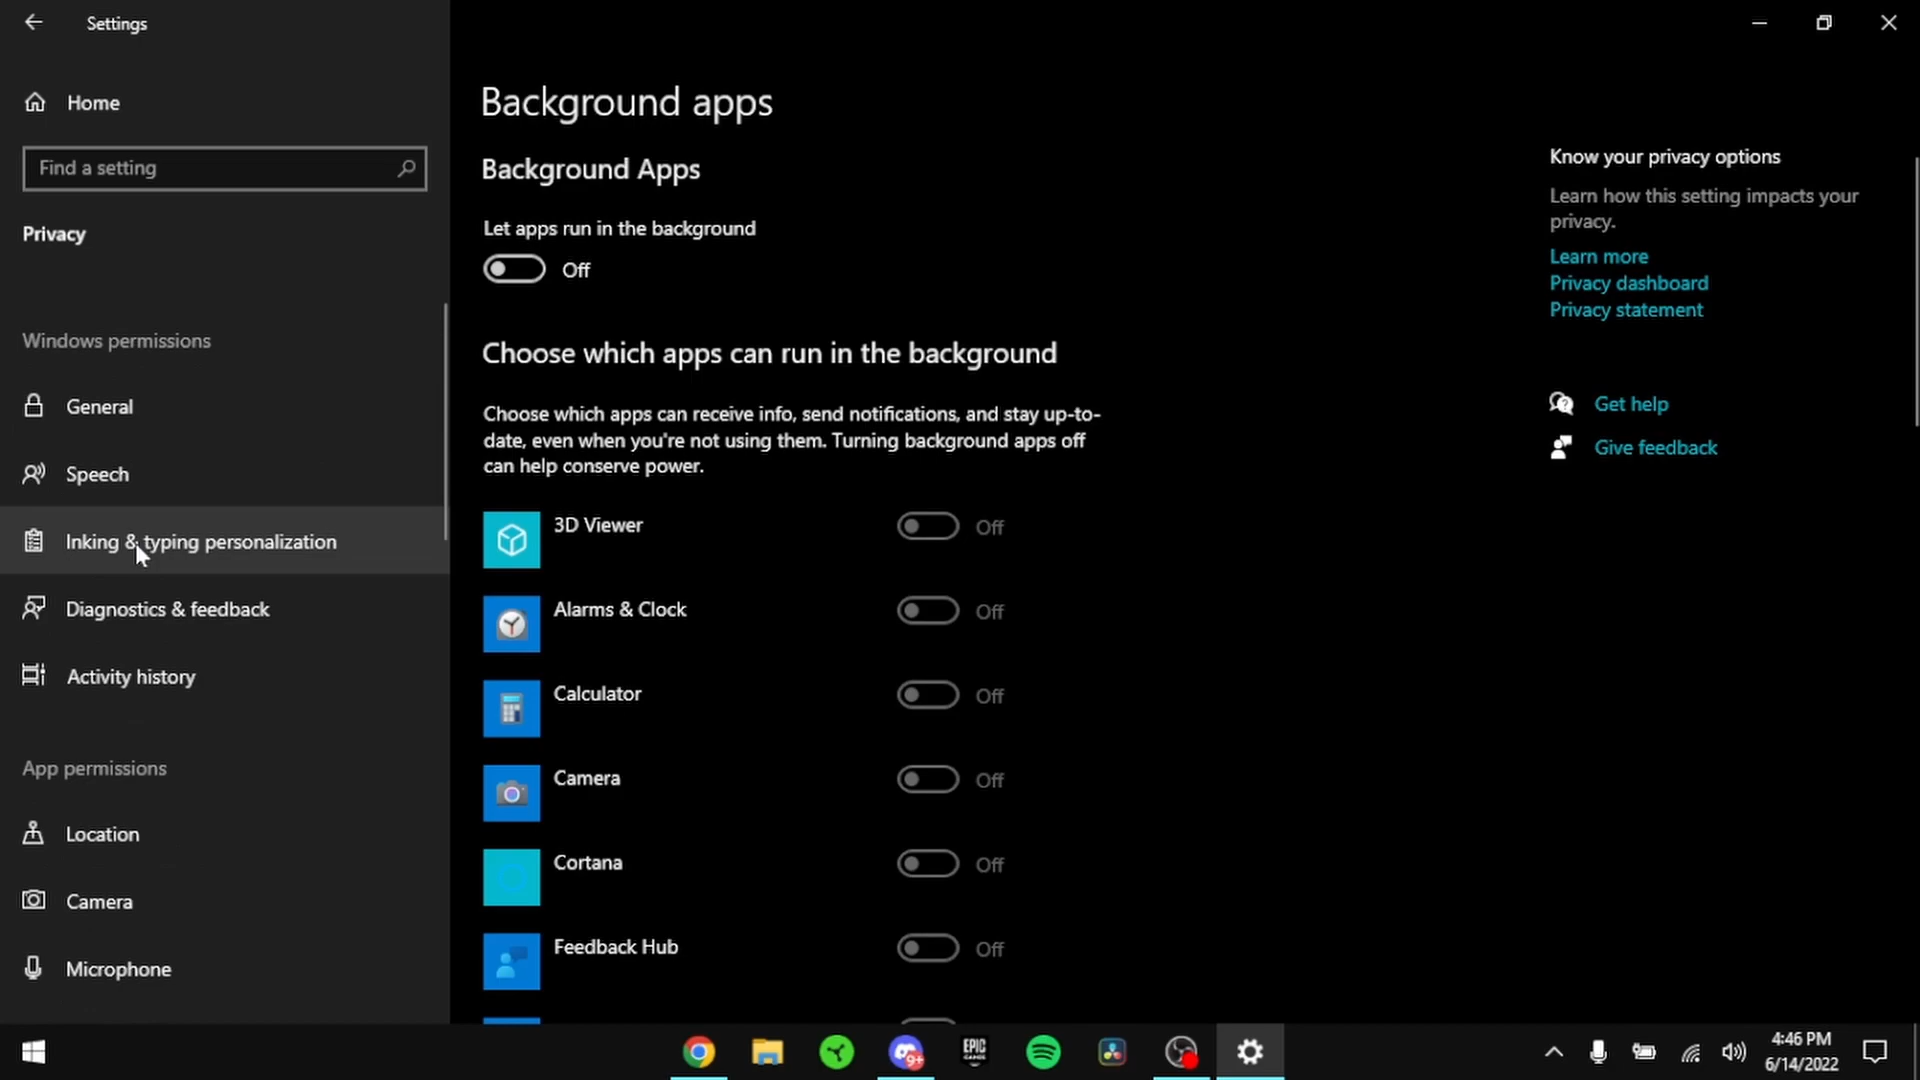 Settings
Home
Find a setting
Privacy
Windows permissions
General
Speech
Inking & typing personalization
Diagnostics & feedback
Activity history
App permissions
Location
Camera
Microphone
Background apps
Background Apps
Let apps run in the background
Off
Choose which apps can run in the background
Choose which apps can receive info, send notifications, and stay up-to-
date, even when you're not using them. Turning background apps off
can help conserve power.
3D Viewer Off
Alarms & Clock Off
Calculator Off
Camera Off
Cortana Off
Feedback Hub Off
Know your privacy options
Learn how this setting impacts your
privacy.
Learn more
Privacy dashboard
Privacy statement
Get help
Give feedback
9+
EPIC
GAMES
4:46 PM
6/14/2022